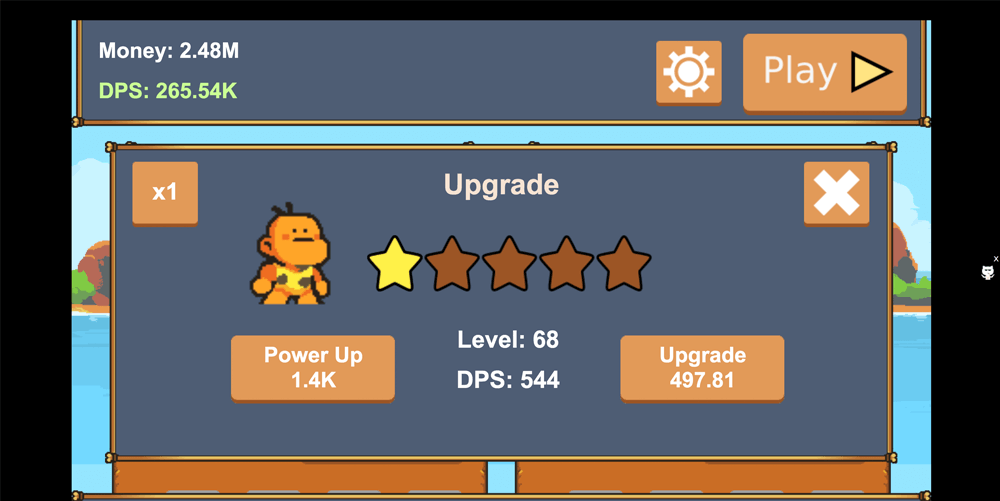 Money: 2.48M
DPS: 265.54K
Play
x1
Upgrade
Level: 68
DPS: 544
Power Up
1.4K
Upgrade
497.81
x